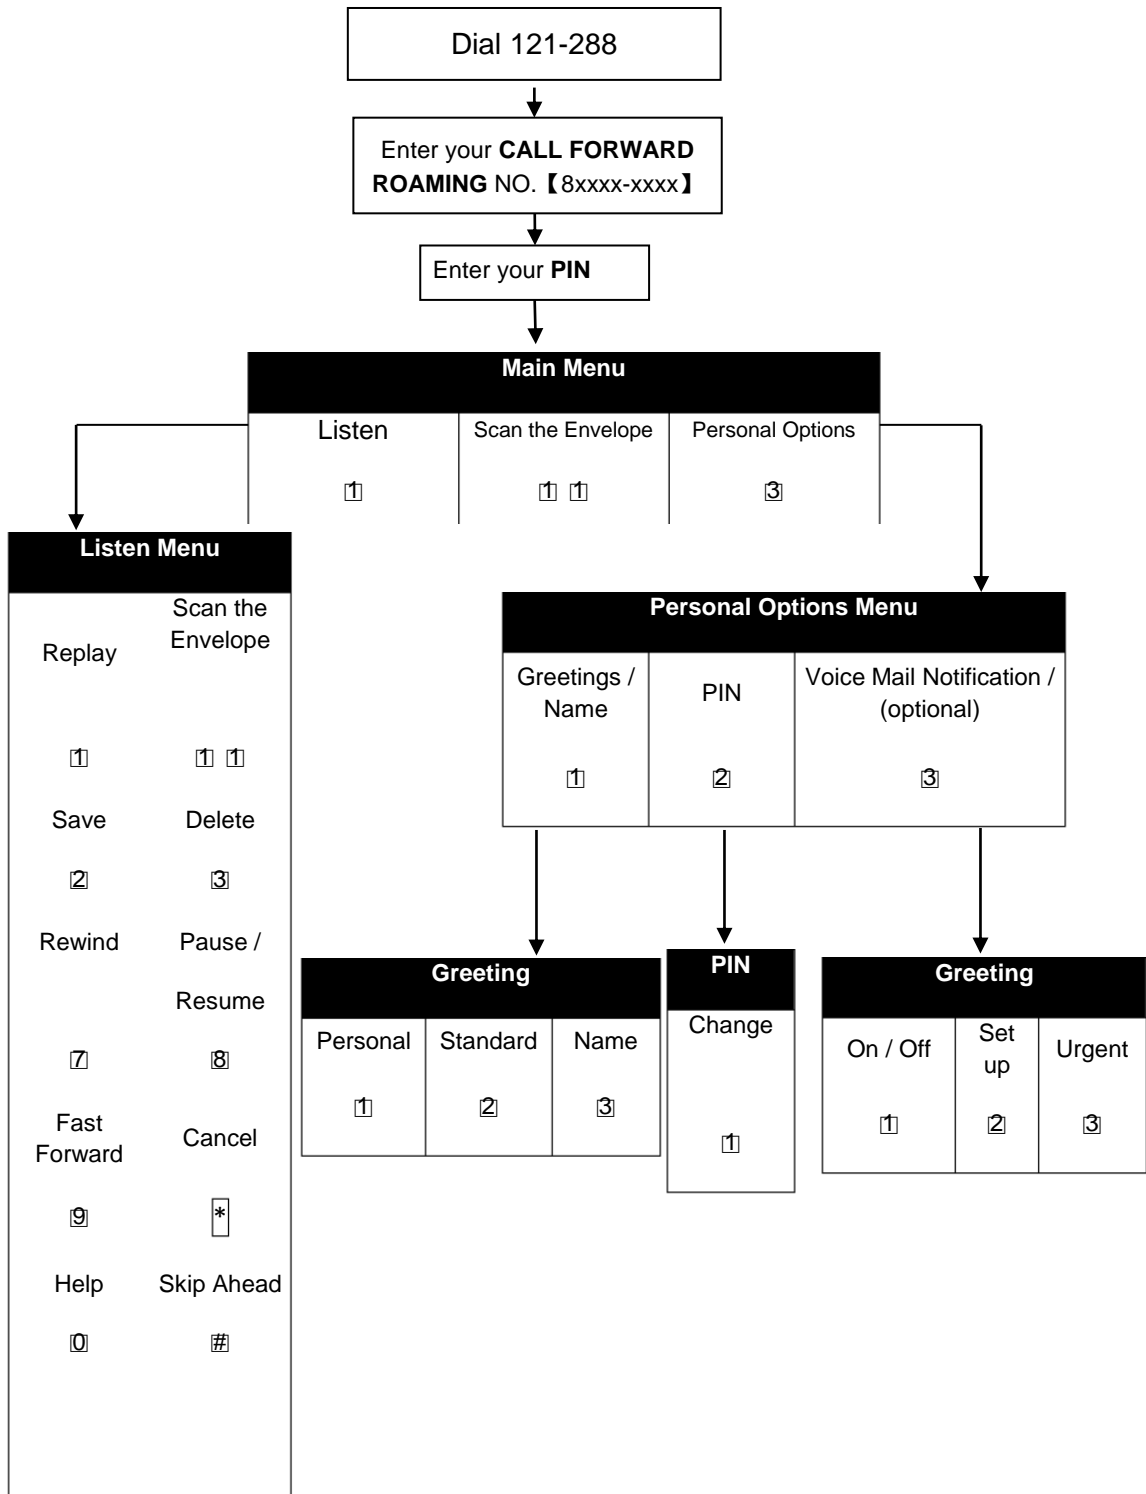 Dial 121-288
Enter your CALL FORWARD
ROAMING NO.【8xxxx-xxxx】
Enter your PIN
Main Menu
Listen
Scan the Envelope
Personal Options
1
1 1
3
Listen Menu
Replay
Scan the
Envelope
1
1 1
Save
Delete
2
3
Rewind
Pause /
Resume
7
8
Fast
Forward
Cancel
9
*
Help
Skip Ahead
0
#
Personal Options Menu
Greetings /
Name
PIN
Voice Mail Notification /
(optional)
1
2
3
Greeting
Personal
Standard
Name
1
2
3
PIN
Change
1
Greeting
On / Off
Set
up
Urgent
1
2
3